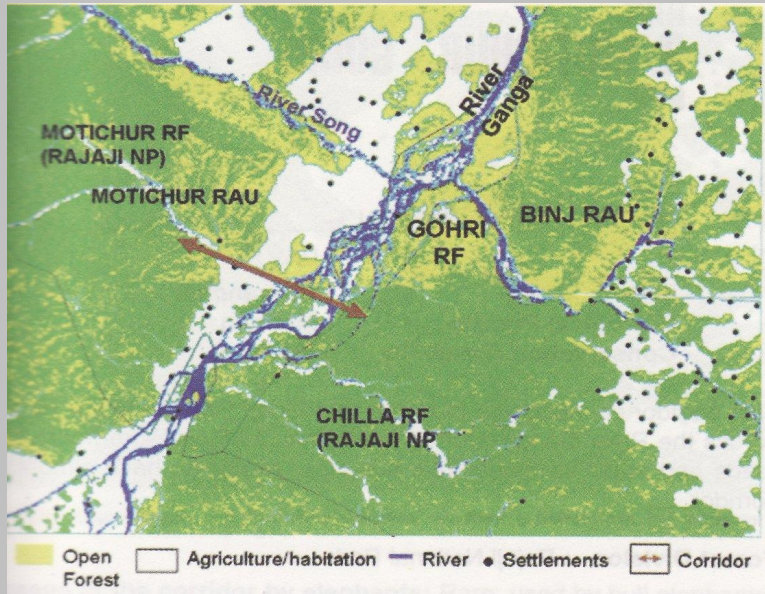 River Song
River
Ganga
MOTICHUR RF
(RAJAJI NP)
MOTICHUR RAU
GOHRI
RF
BINJ RAU
CHILLA RF
(RAJAJI NP
Open
Forest
Agriculture/habitation
River
Settlements
Corridor